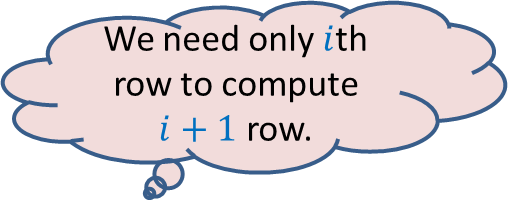 We need only 𝑖th
row to compute
𝑖 + 1 row.